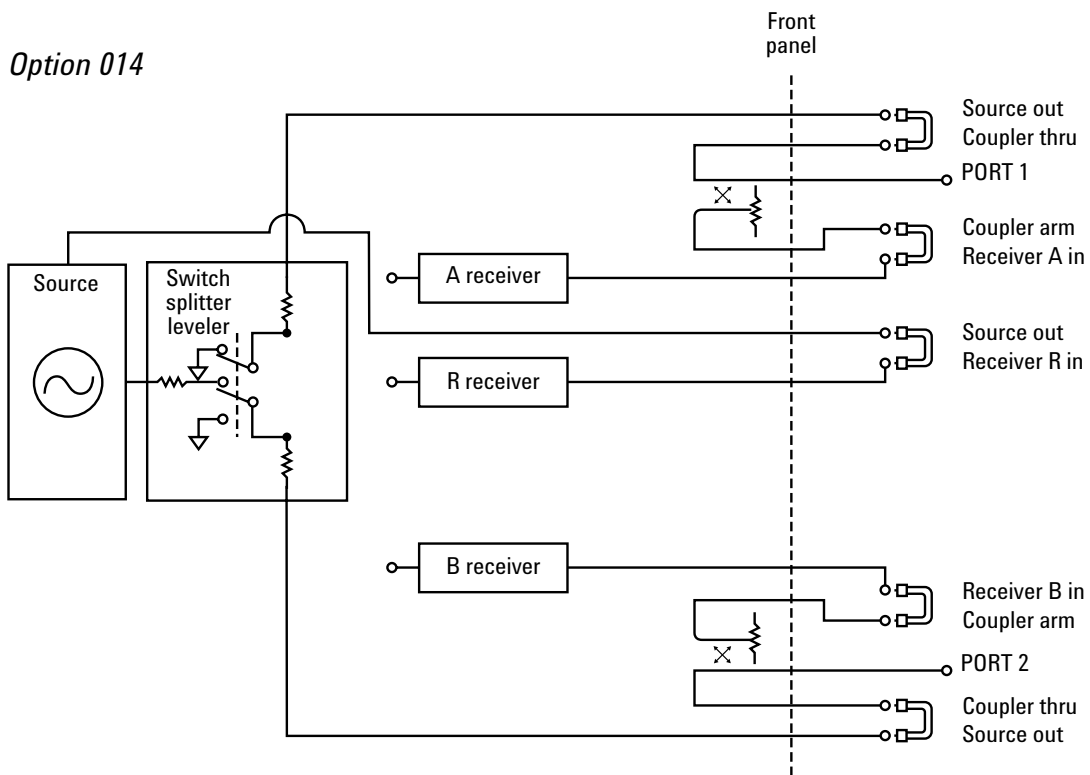 Option 014
Front
panel
Source out
Coupler thru
PORT 1
Coupler arm
Receiver A in
Source
Switch
splitter
leveler
A receiver
Source out
Receiver R in
R receiver
B receiver
Receiver B in
Coupler arm
PORT 2
Coupler thru
Source out